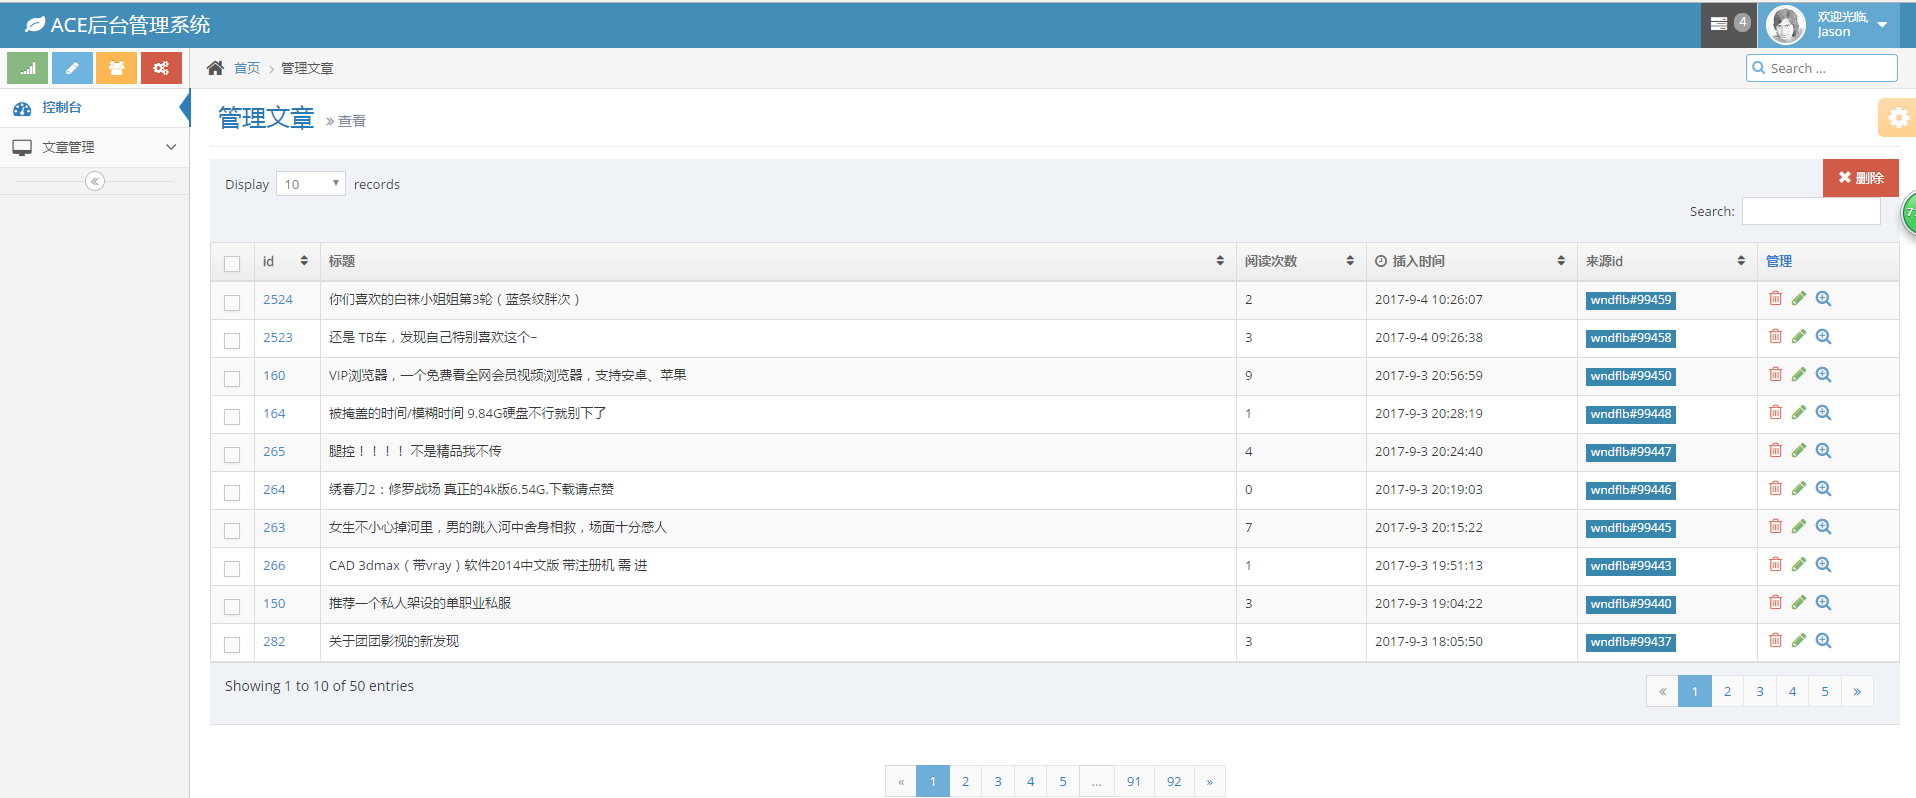 ACE后台管理系统
4
欢迎光临,
Jason
首页 管理文章
Search ...
控制台
管理文章 » 查看
文章管理
Display 10 records
删除
Search:
id 标题 阅读次数 插入时间 来源id 管理
2524 你们喜欢的白袜小姐姐第3轮（蓝条纹胖次） 2 2017-9-4 10:26:07 wndflb#99459
2523 还是 TB车，发现自己特别喜欢这个~ 3 2017-9-4 09:26:38 wndflb#99458
160 VIP浏览器，一个免费看全网会员视频浏览器，支持安卓、苹果 9 2017-9-3 20:56:59 wndflb#99450
164 被掩盖的时间/模糊时间 9.84G硬盘不行就别下了 1 2017-9-3 20:28:19 wndflb#99448
265 腿控！！！！ 不是精品我不传 4 2017-9-3 20:24:40 wndflb#99447
264 绣春刀2：修罗战场 真正的4k版6.54G.下载请点赞 0 2017-9-3 20:19:03 wndflb#99446
263 女生不小心掉河里，男的跳入河中舍身相救，场面十分感人 7 2017-9-3 20:15:22 wndflb#99445
266 CAD 3dmax（带vray）软件2014中文版 带注册机 需 进 1 2017-9-3 19:51:13 wndflb#99443
150 推荐一个私人架设的单职业私服 3 2017-9-3 19:04:22 wndflb#99440
282 关于团团影视的新发现 3 2017-9-3 18:05:50 wndflb#99437
Showing 1 to 10 of 50 entries
« 1 2 3 4 5 »
« 1 2 3 4 5 ... 91 92 »